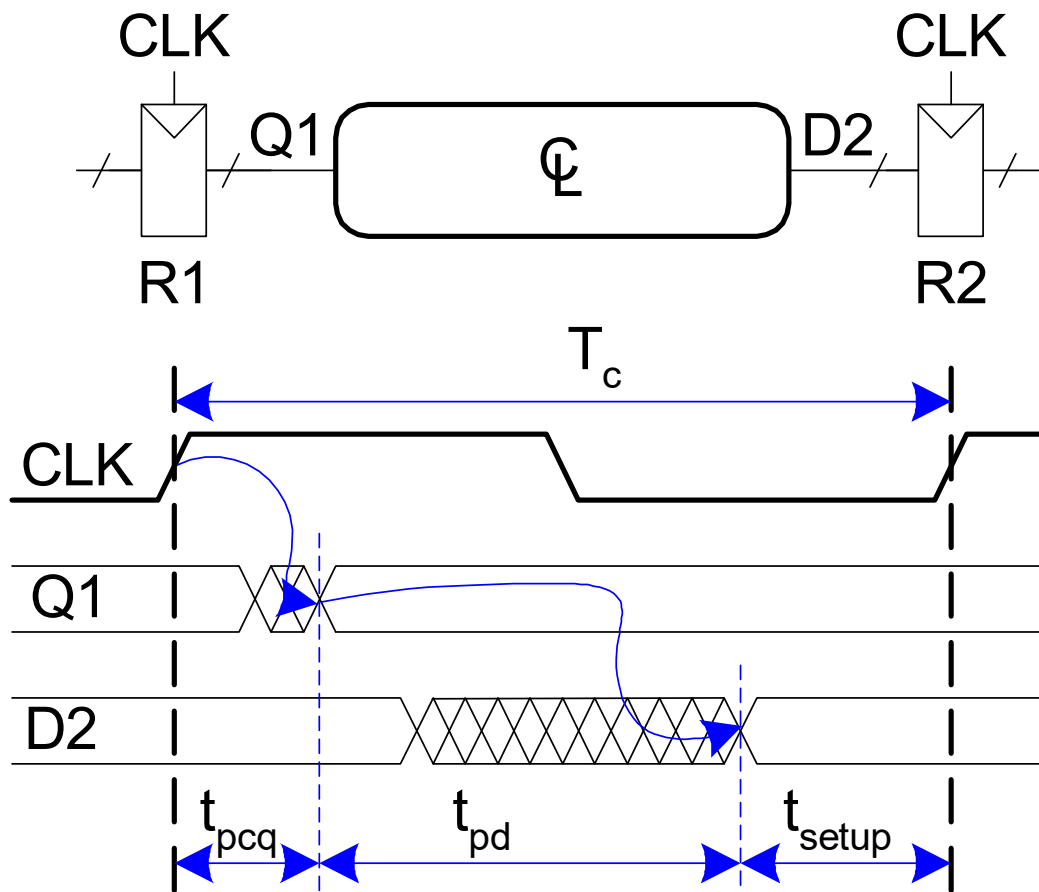 CLK CLK
Q1 CL D2
R1 R2
Tc
CLK
Q1
D2
tpcq tpd tsetup